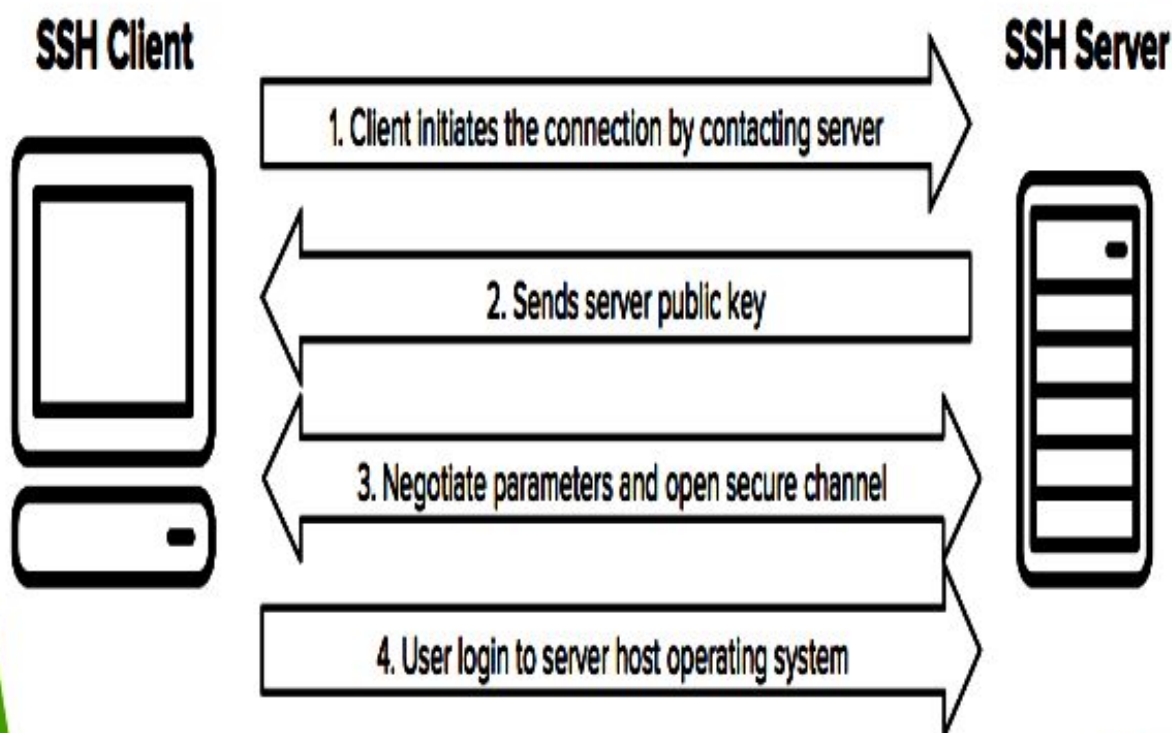 SSH Client
SSH Server
1. Client initiates the connection by contacting server
2. Sends server public key
3. Negotiate parameters and open secure channel
4. User login to server host operating system